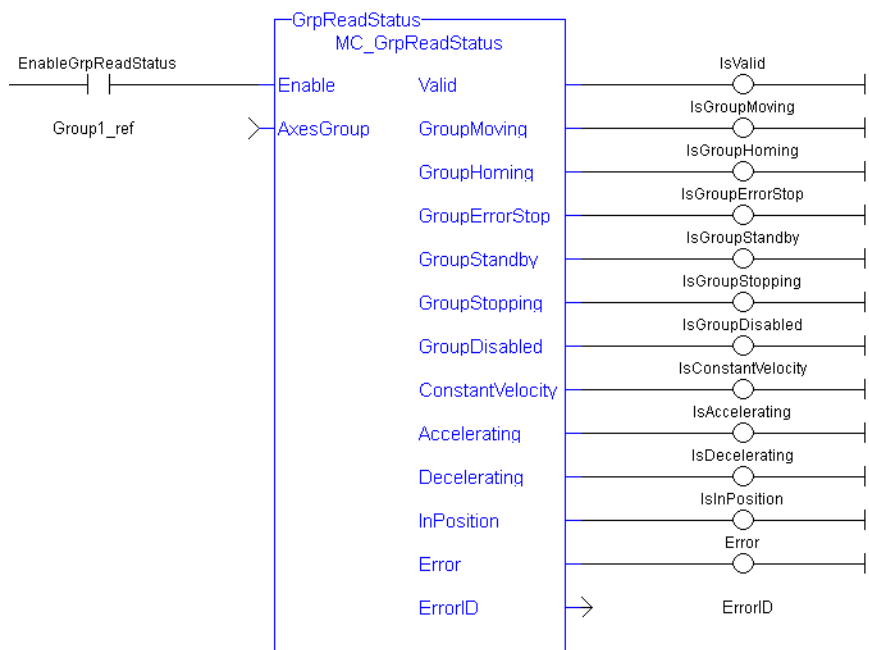 GrpReadStatus
MC_GrpReadStatus
EnableGrpReadStatus Enable Valid IsValid
Group1_ref AxesGroup GroupMoving IsGroupMoving
GroupHoming IsGroupHoming
GroupErrorStop IsGroupErrorStop
GroupStandby IsGroupStandby
GroupStopping IsGroupStopping
GroupDisabled IsGroupDisabled
ConstantVelocity IsConstantVelocity
Accelerating IsAccelerating
Decelerating IsDecelerating
InPosition IsInPosition
Error Error
ErrorID ErrorID